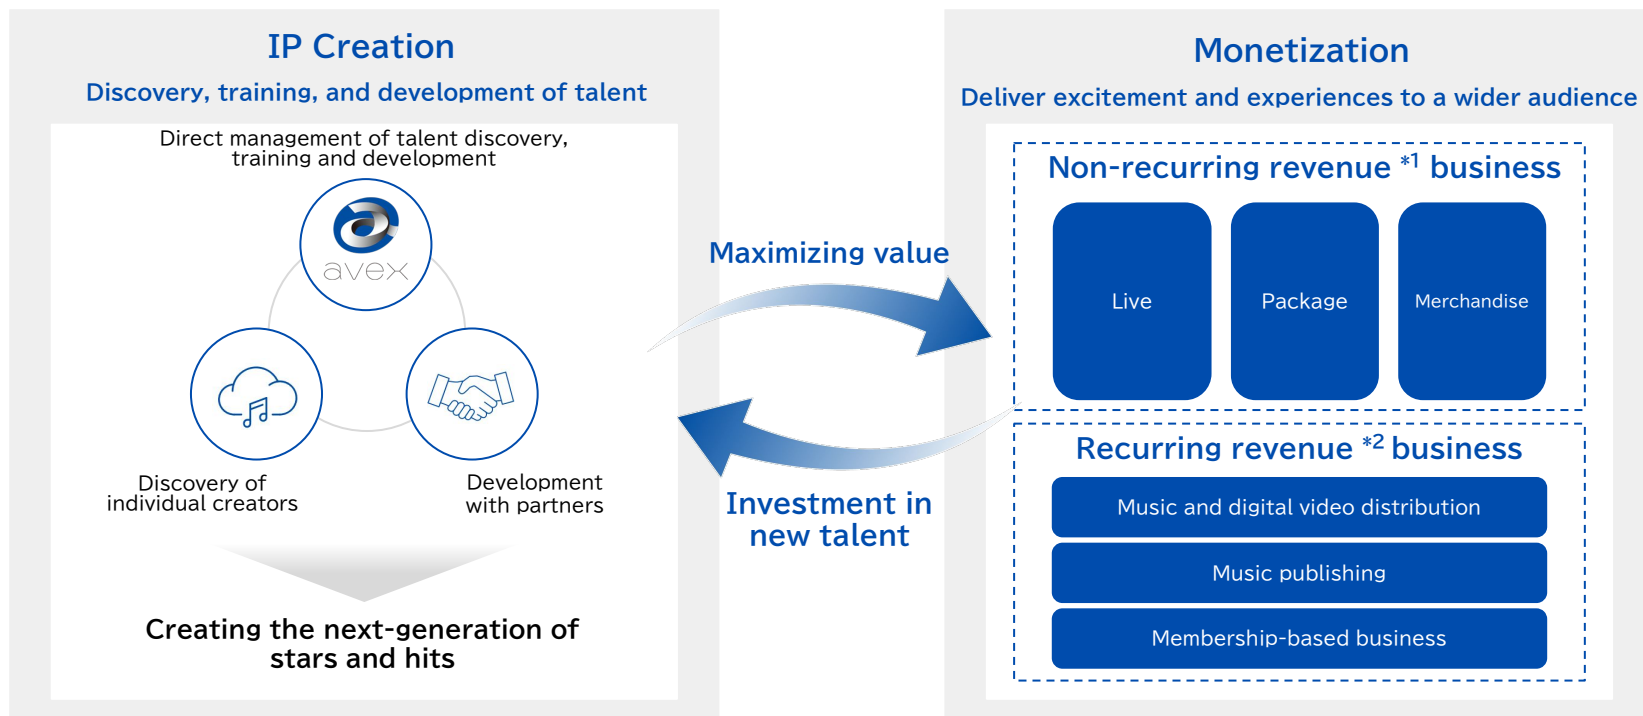 IP Creation
Discovery, training, and development of talent
Direct management of talent discovery,
training and development
avex
Discovery of
individual creators
Development
with partners
Creating the next-generation of
stars and hits
Maximizing value
Investment in
new talent
Monetization
Deliver excitement and experiences to a wider audience
Non-recurring revenue *1 business
Live
Package
Merchandise
Recurring revenue *2 business
Music and digital video distribution
Music publishing
Membership-based business